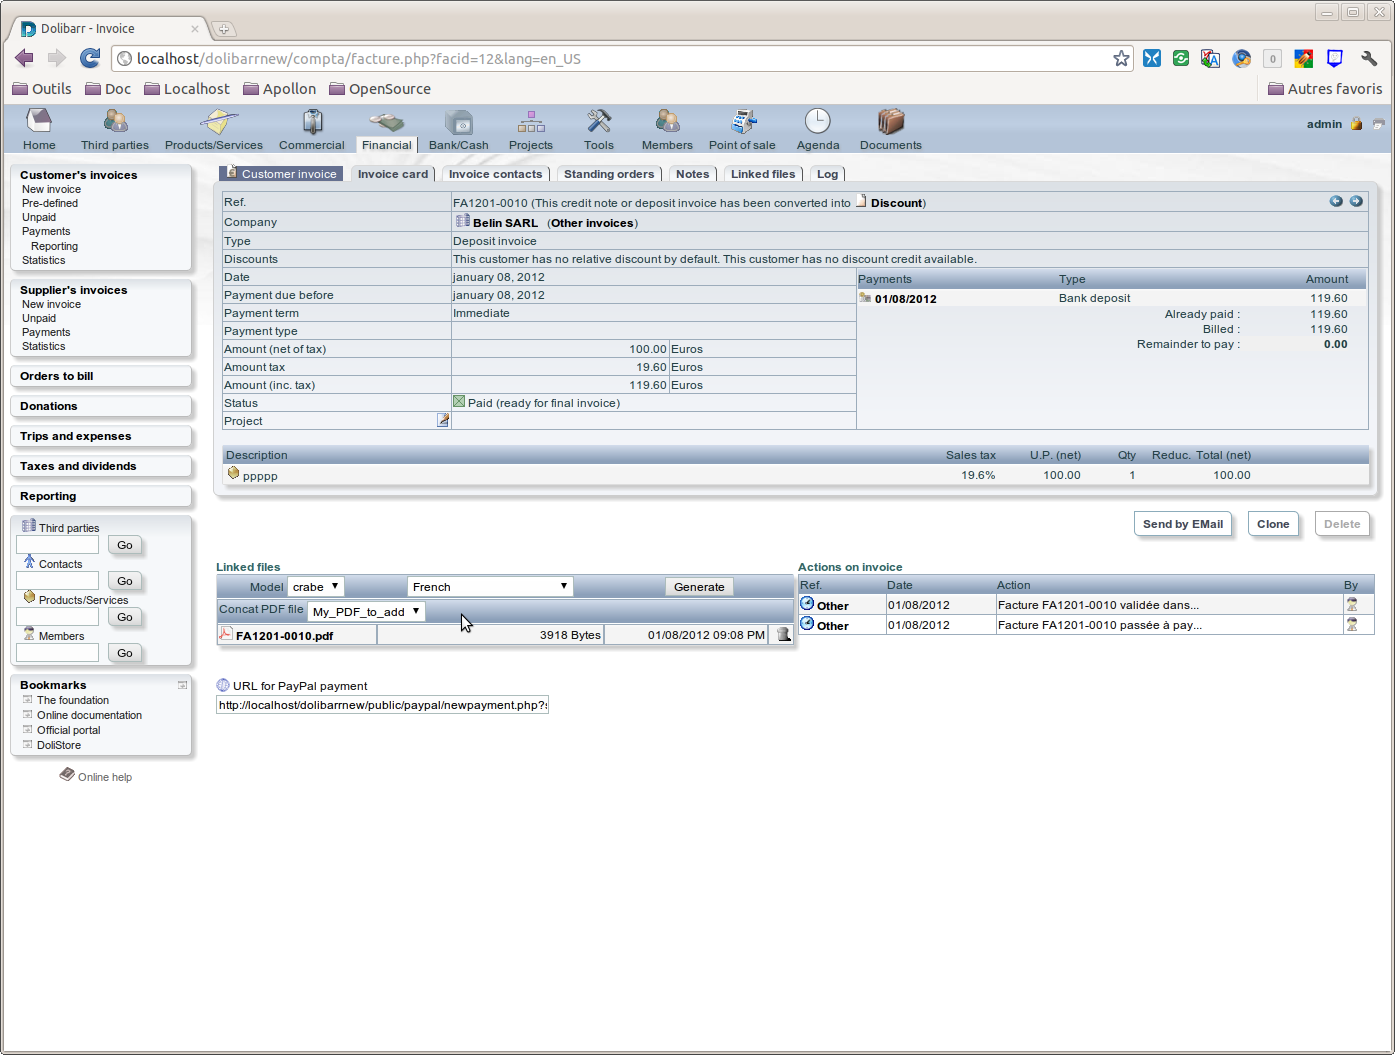 Dolibarr - Invoice
localhost/dolibarrnew/compta/facture.php?facid=12&lang=en_US
0
Outils Doc Localhost Apollon OpenSource Autres favoris
Home Third parties Products/Services Commercial Financial Bank/Cash Projects Tools Members Point of sale Agenda Documents admin
Customer's invoices
New invoice
Pre-defined
Unpaid
Payments
Reporting
Statistics
Supplier's invoices
New invoice
Unpaid
Payments
Statistics
Orders to bill
Donations
Trips and expenses
Taxes and dividends
Reporting
Third parties
Go
Contacts
Go
Products/Services
Go
Members
Go
Bookmarks
The foundation
Online documentation
Official portal
DoliStore
Online help
Customer invoice Invoice card Invoice contacts Standing orders Notes Linked files Log
Ref. FA1201-0010 (This credit note or deposit invoice has been converted into Discount)
Company Belin SARL (Other invoices)
Type Deposit invoice
Discounts This customer has no relative discount by default. This customer has no discount credit available.
Date january 08, 2012
Payment due before january 08, 2012
Payment term Immediate
Payment type
Amount (net of tax) 100.00 Euros
Amount tax 19.60 Euros
Amount (inc. tax) 119.60 Euros
Status Paid (ready for final invoice)
Project
Payments Type Amount
01/08/2012 Bank deposit 119.60
Already paid : 119.60
Billed : 119.60
Remainder to pay : 0.00
Description Sales tax U.P. (net) Qty Reduc. Total (net)
ppppp 19.6% 100.00 1 100.00
Send by EMail Clone Delete
Linked files
Model crabe French Generate
Concat PDF file My_PDF_to_add
FA1201-0010.pdf 3918 Bytes 01/08/2012 09:08 PM
Actions on invoice
Ref. Date Action By
Other 01/08/2012 Facture FA1201-0010 validée dans...
Other 01/08/2012 Facture FA1201-0010 passée à pay...
URL for PayPal payment
http://localhost/dolibarrnew/public/paypal/newpayment.php?